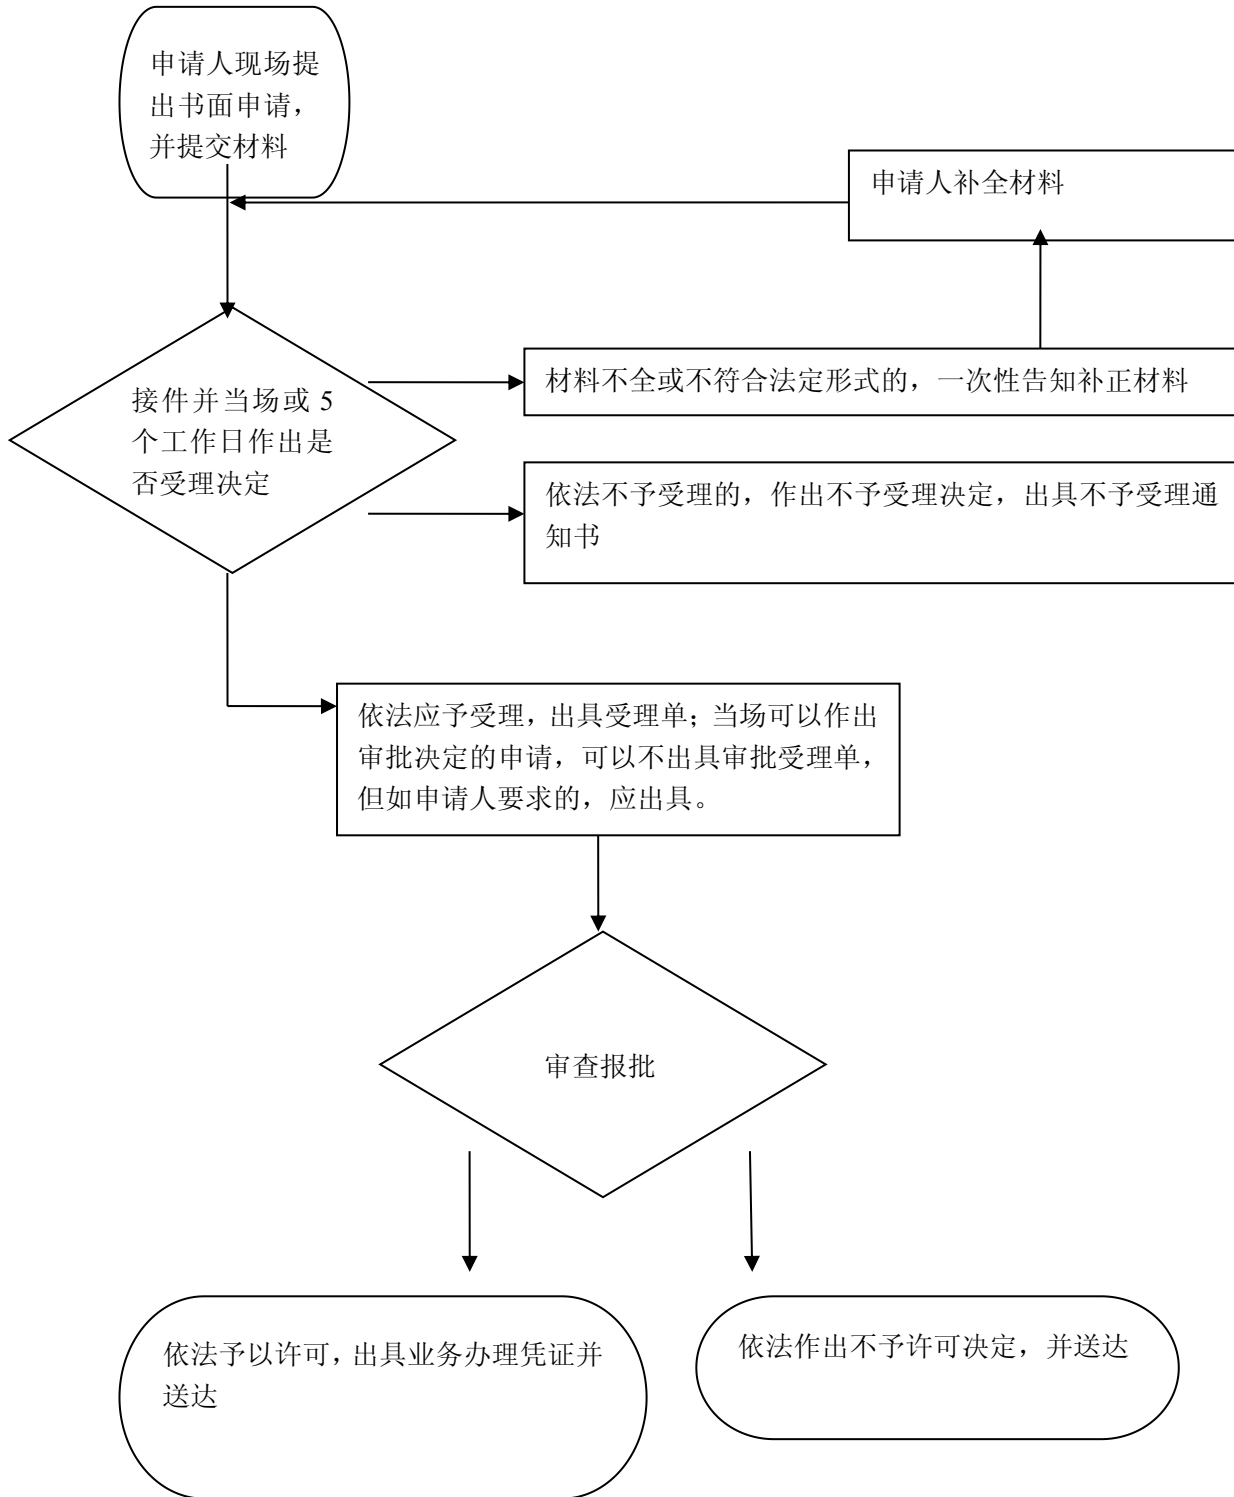 申请人现场提
出书面申请，
并提交材料
申请人补全材料
材料不全或不符合法定形式的，一次性告知补正材料
接件并当场或 5
个工作日作出是
否受理决定
依法不予受理的，作出不予受理决定，出具不予受理通
知书
依法应予受理，出具受理单；当场可以作出
审批决定的申请，可以不出具审批受理单，
但如申请人要求的，应出具。
审查报批
依法予以许可，出具业务办理凭证并
送达
依法作出不予许可决定，并送达